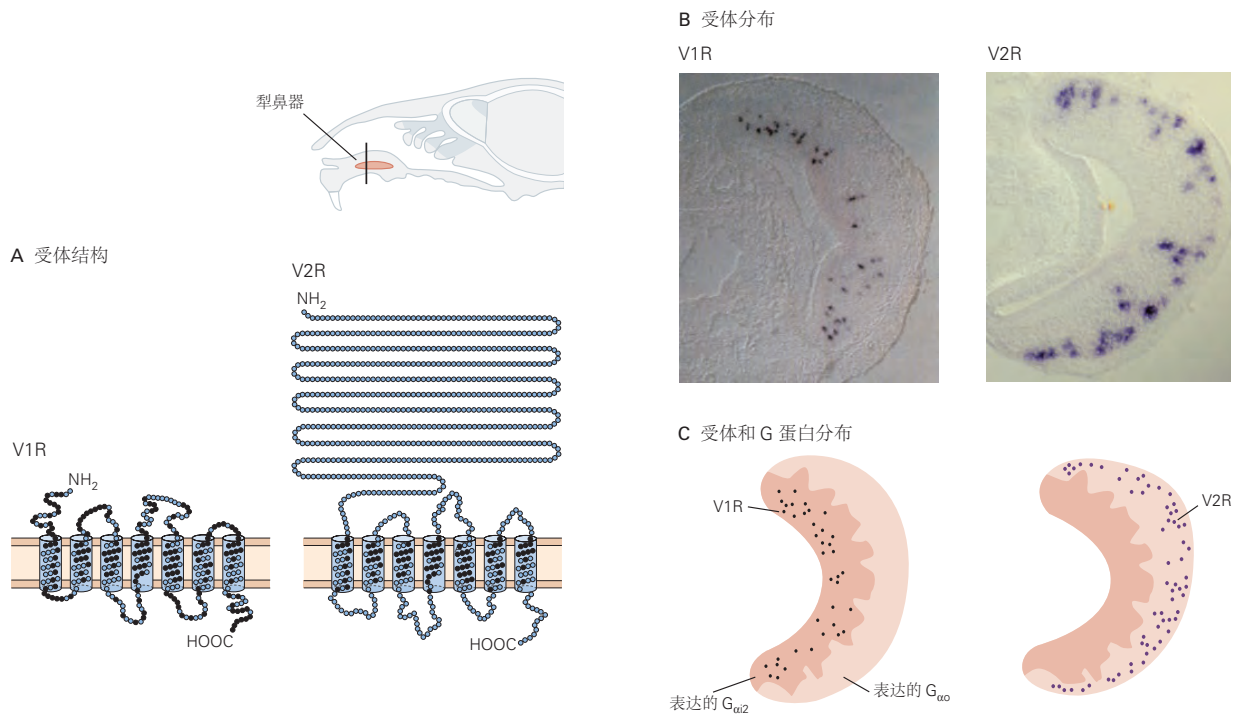 犁鼻器
A 受体结构
V1R
NH2
HOOC
V2R
NH2
HOOC
B 受体分布
V1R
V2R
C 受体和 G 蛋白分布
V1R
表达的 Gαi2
表达的 Gαo
V2R